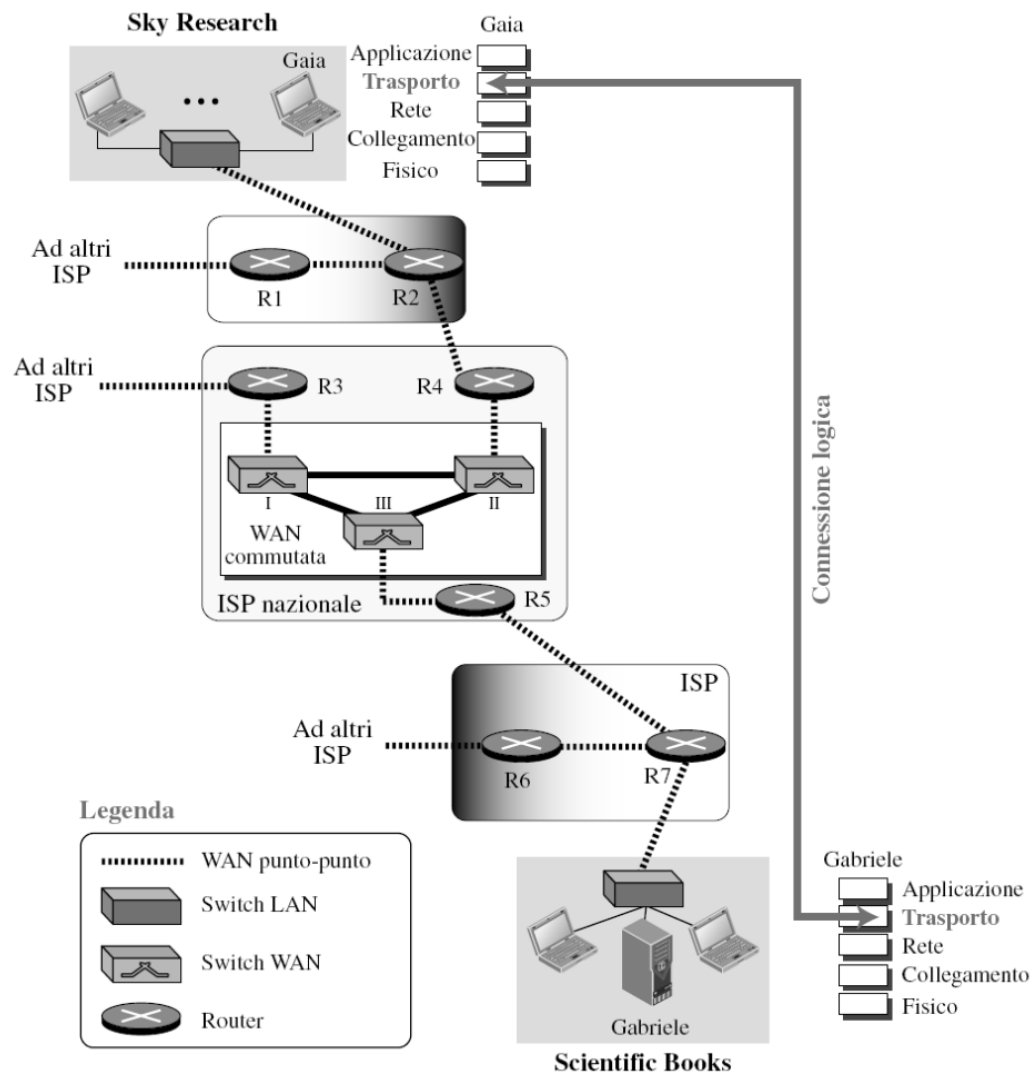 Sky Research
Gaia
Gaia
Applicazione
Trasporto
Rete
Collegamento
Fisico
Ad altri
ISP
R1
R2
Ad altri
ISP
R3
R4
I
III
II
WAN
commutata
ISP nazionale
R5
Connessione logica
ISP
Ad altri
ISP
R6
R7
Legenda
WAN punto-punto
Switch LAN
Switch WAN
Router
Gabriele
Scientific Books
Gabriele
Applicazione
Trasporto
Rete
Collegamento
Fisico